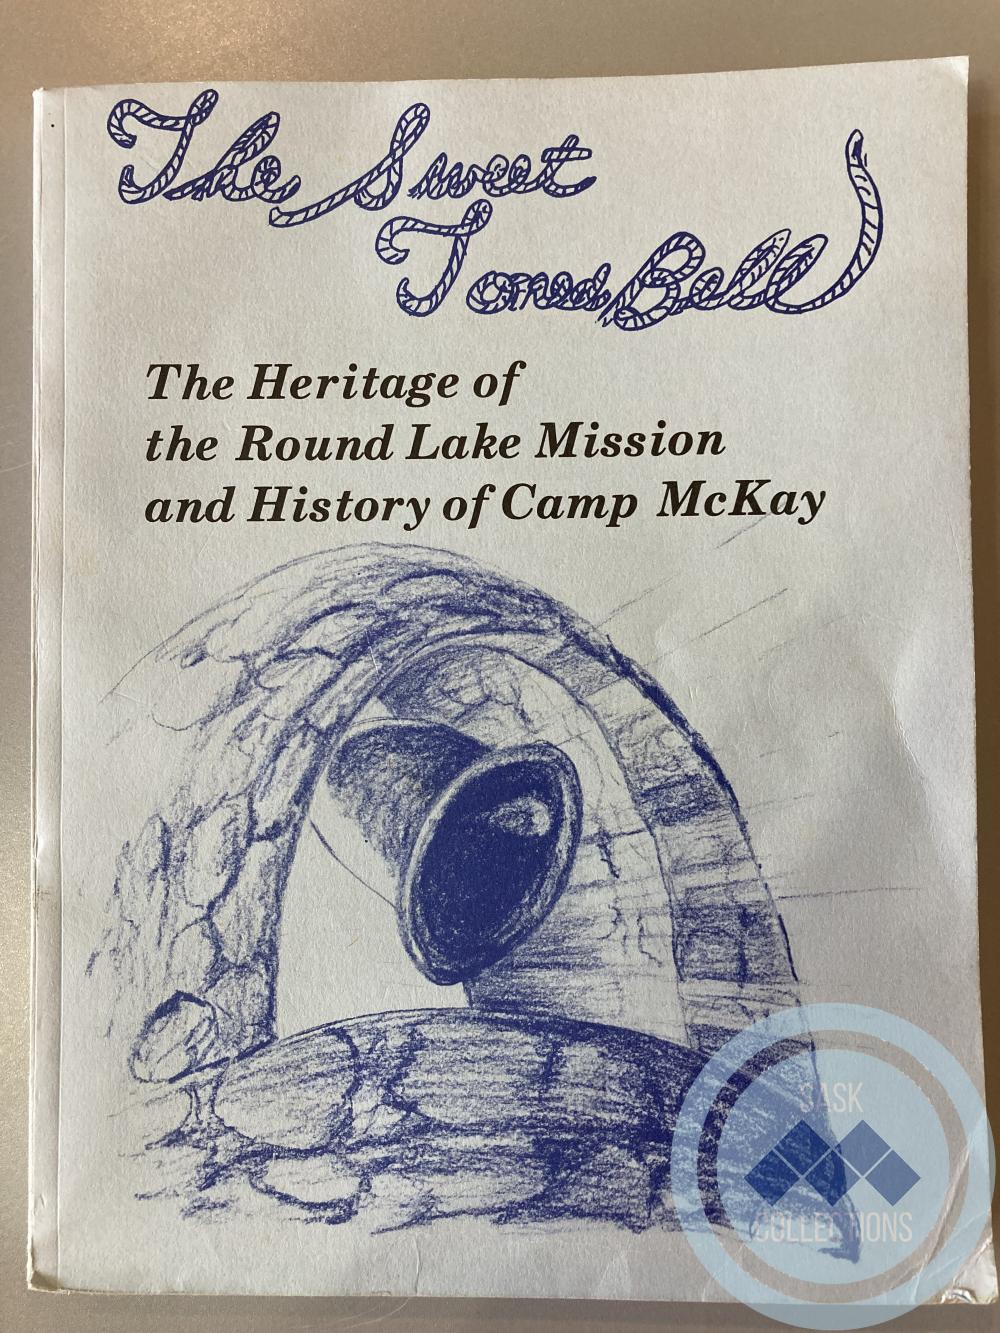 The Sweet
Toned Bell
The Heritage of
the Round Lake Mission
and History of Camp McKay
SASK
COLLECTIONS